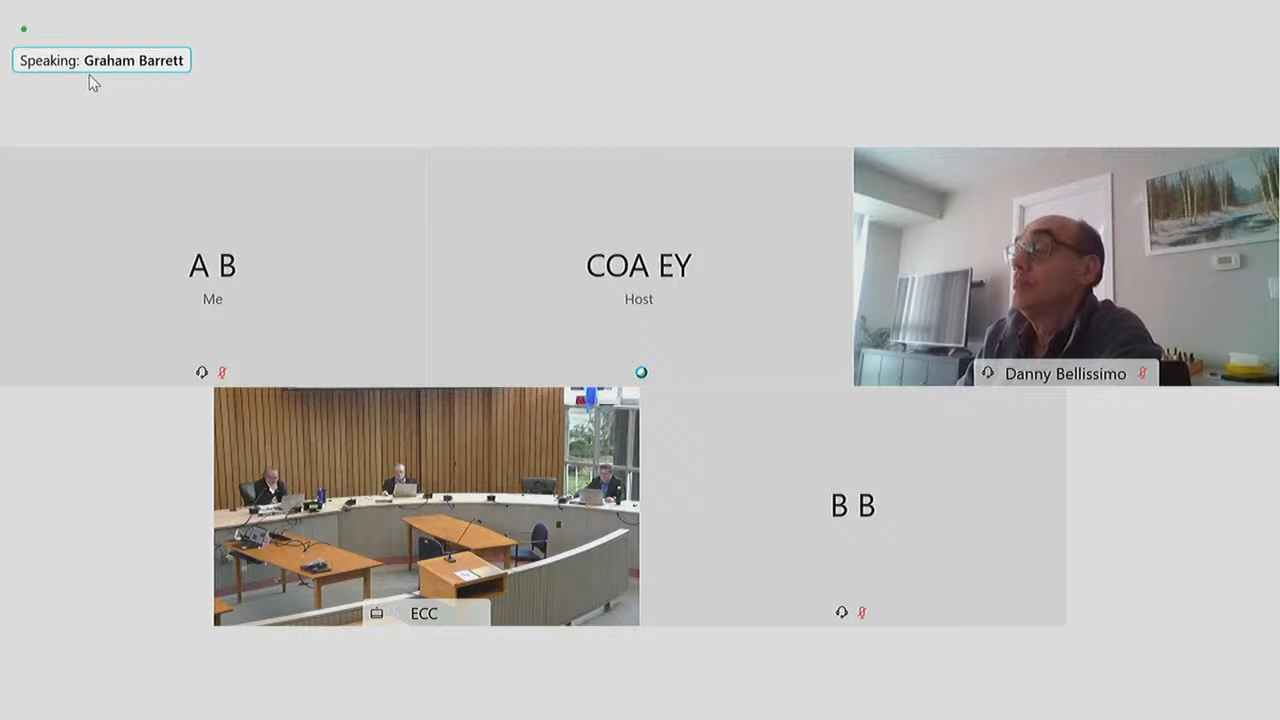 Speaking: Graham Barrett
A B
Me
COA EY
Host
Danny Bellissimo
ECC
B B